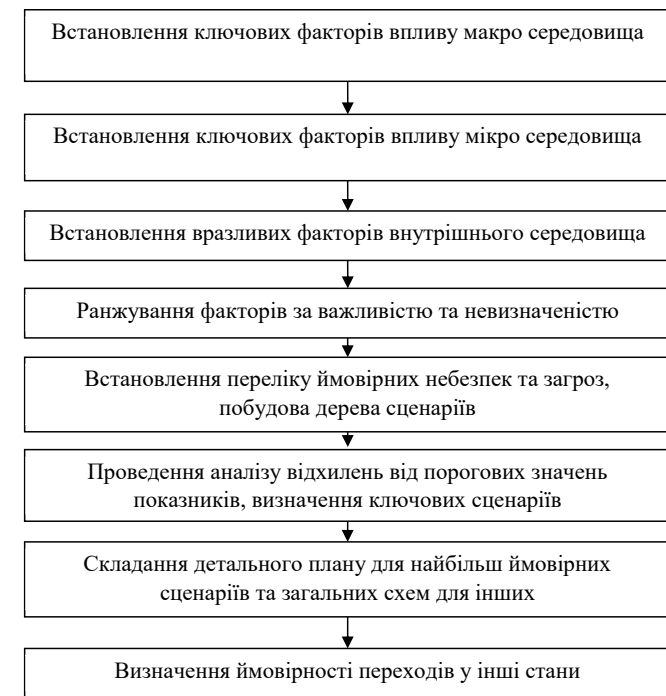 Встановлення ключових факторів впливу макро середовища
Встановлення ключових факторів впливу мікро середовища
Встановлення вразливих факторів внутрішнього середовища
Ранжування факторів за важливістю та невизначеністю
Встановлення переліку ймовірних небезпек та загроз,
побудова дерева сценаріїв
Проведення аналізу відхилень від порогових значень
показників, визначення ключових сценаріїв
Складання детального плану для найбільш ймовірних
сценаріїв та загальних схем для інших
Визначення ймовірності переходів у інші стани